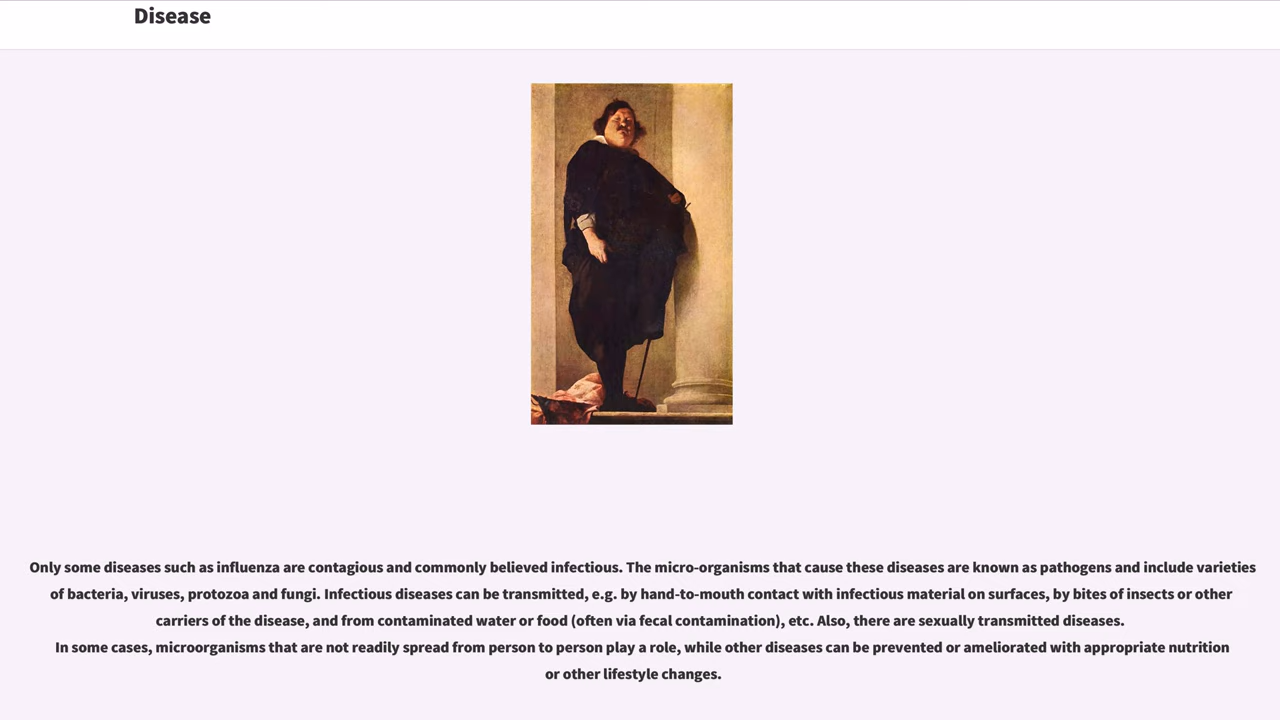 Disease
Only some diseases such as influenza are contagious and commonly believed infectious. The micro-organisms that cause these diseases are known as pathogens and include varieties
of bacteria, viruses, protozoa and fungi. Infectious diseases can be transmitted, e.g. by hand-to-mouth contact with infectious material on surfaces, by bites of insects or other
carriers of the disease, and from contaminated water or food (often via fecal contamination), etc. Also, there are sexually transmitted diseases.
In some cases, microorganisms that are not readily spread from person to person play a role, while other diseases can be prevented or ameliorated with appropriate nutrition
or other lifestyle changes.